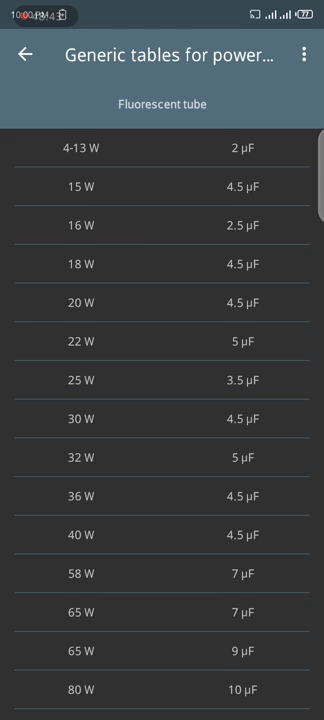 10:00 PM
48:43
77
Generic tables for power...
Fluorescent tube
4-13 W 2 µF
15 W 4.5 µF
16 W 2.5 µF
18 W 4.5 µF
20 W 4.5 µF
22 W 5 µF
25 W 3.5 µF
30 W 4.5 µF
32 W 5 µF
36 W 4.5 µF
40 W 4.5 µF
58 W 7 µF
65 W 7 µF
65 W 9 µF
80 W 10 µF